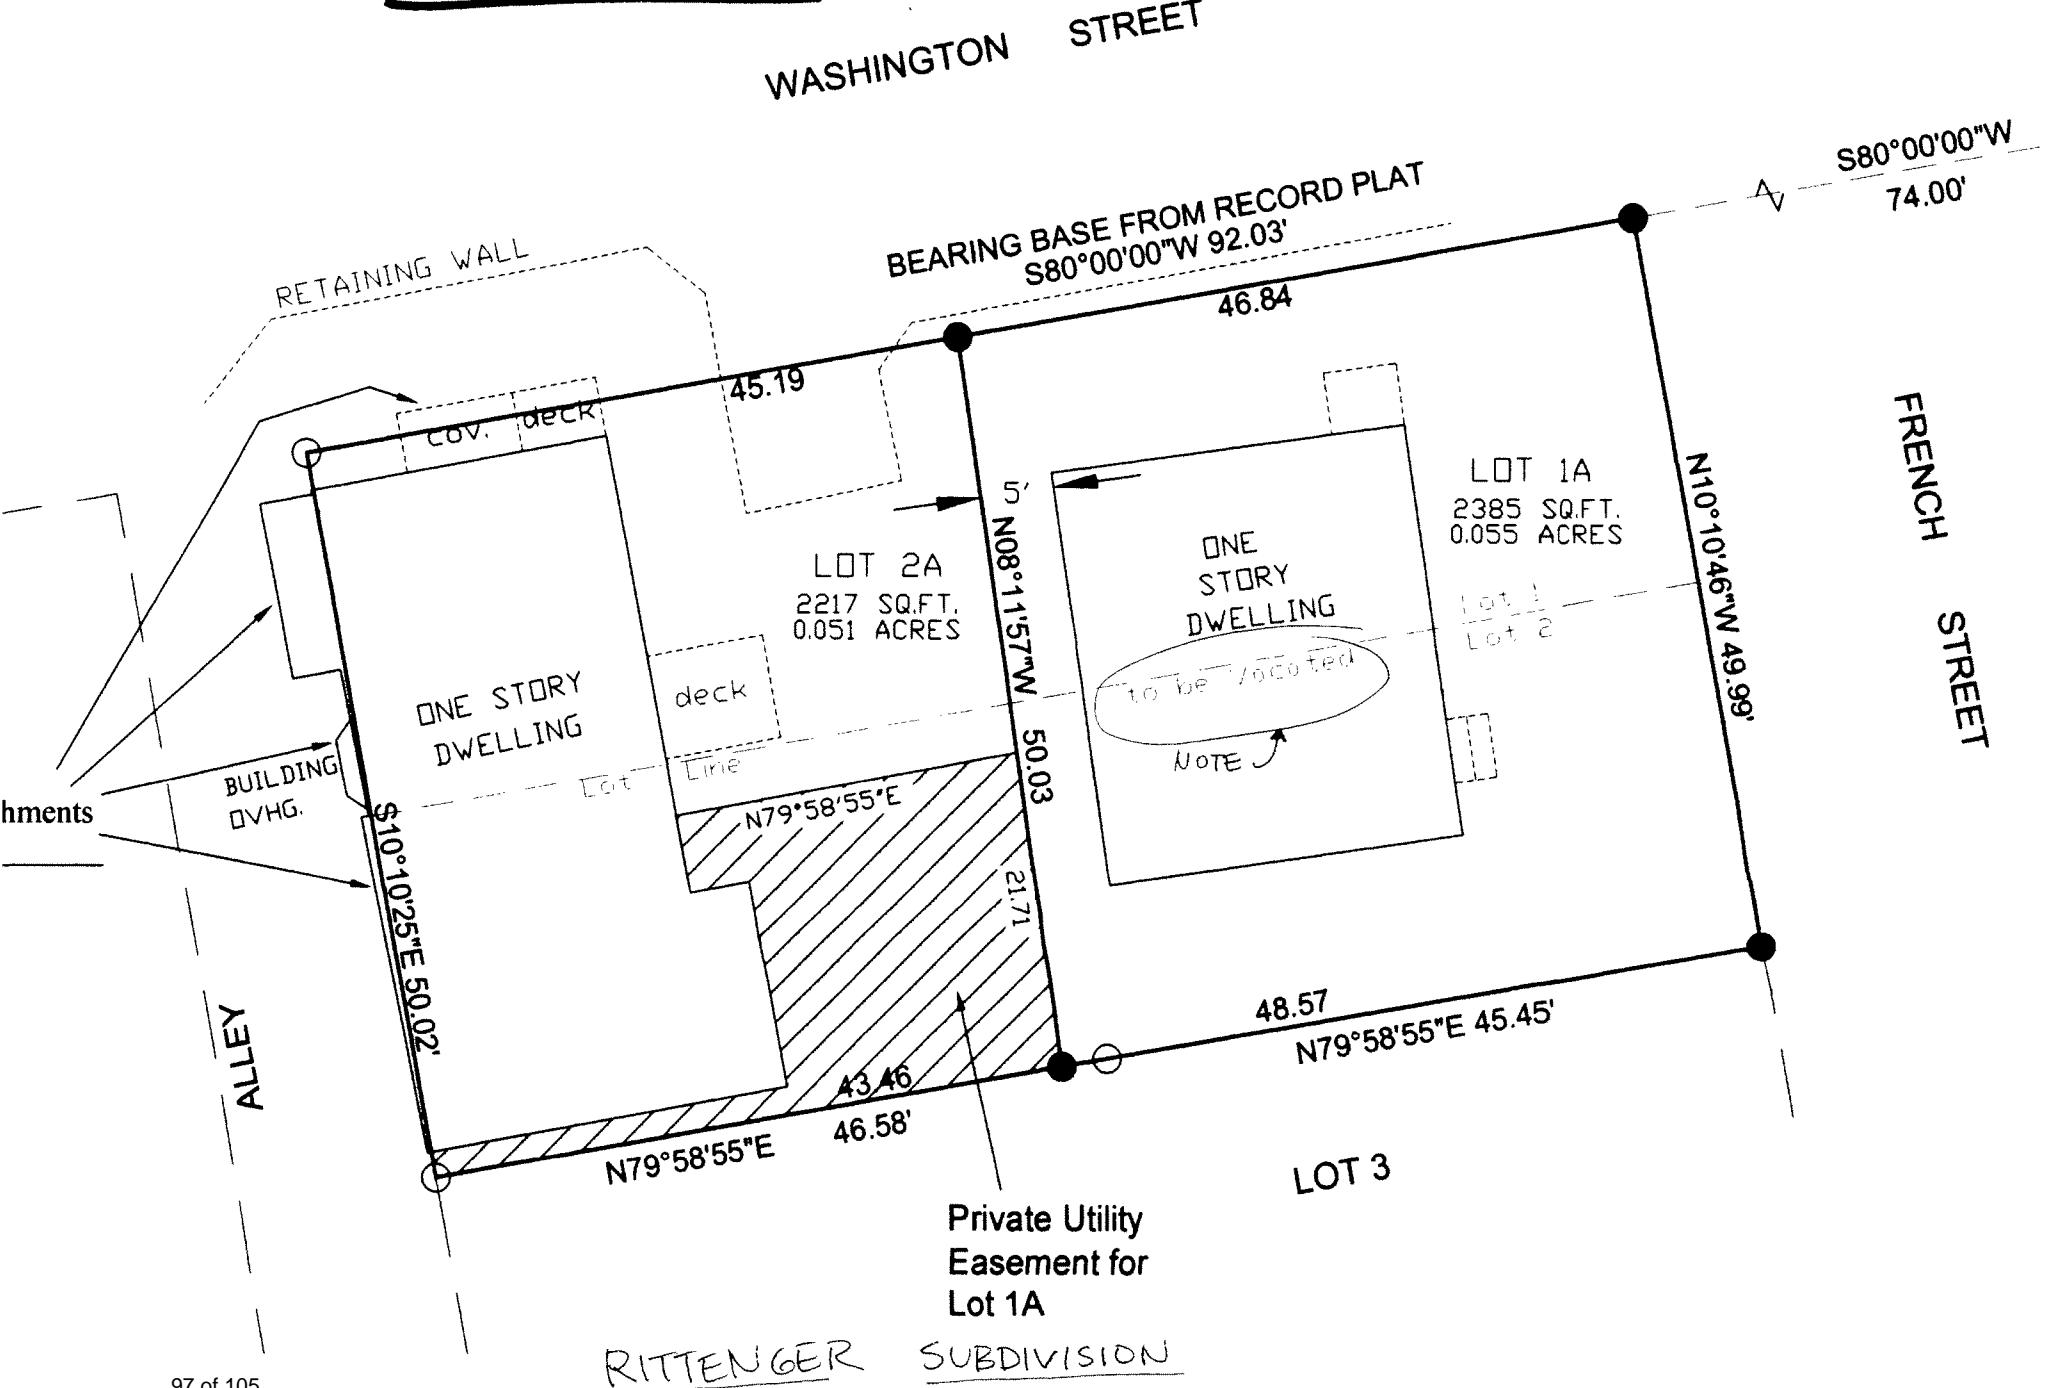 WASHINGTON STREET
S80°00'00"W
74.00'
BEARING BASE FROM RECORD PLAT
S80°00'00"W 92.03'
46.84
RETAINING WALL
45.19
cov. deck
5'
LOT 1A
2385 SQ.FT.
0.055 ACRES
FRENCH STREET
N10°10'46"W 49.99'
ONE
STORY
DWELLING
LOT 2A
2217 SQ.FT.
0.051 ACRES
N08°11'57"W 50.03
Lot 1
Lot 2
to be Vacated
NOTE
ONE STORY
DWELLING
deck
Lot Line
BUILDING
OVHG.
hments
N79°58'55"E
21.71
S10°10'25"E 50.02'
ALLEY
48.57
N79°58'55"E 45.45'
43.46
46.58'
N79°58'55"E
LOT 3
Private Utility
Easement for
Lot 1A
RITTENGER SUBDIVISION
97 of 105